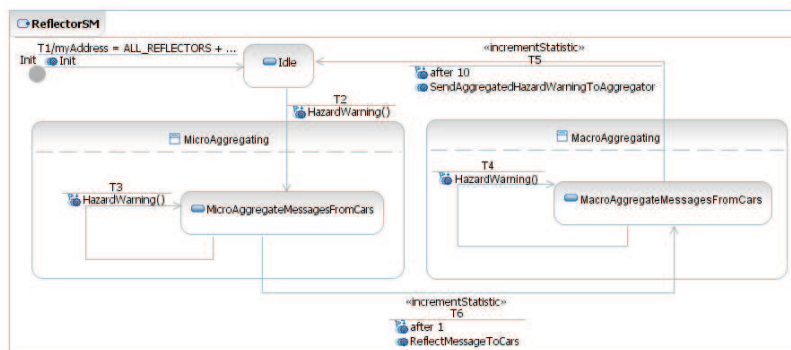 ReflectorSM
T1/myAddress = ALL_REFLECTORS + ...
Init
Init
Idle
«incrementStatistic»
T5
after 10
SendAggregatedHazardWarningToAggregator
T2
HazardWarning()
MicroAggregating
MacroAggregating
T3
HazardWarning()
MicroAggregateMessagesFromCars
T4
HazardWarning()
MacroAggregateMessagesFromCars
«incrementStatistic»
T6
after 1
ReflectMessageToCars